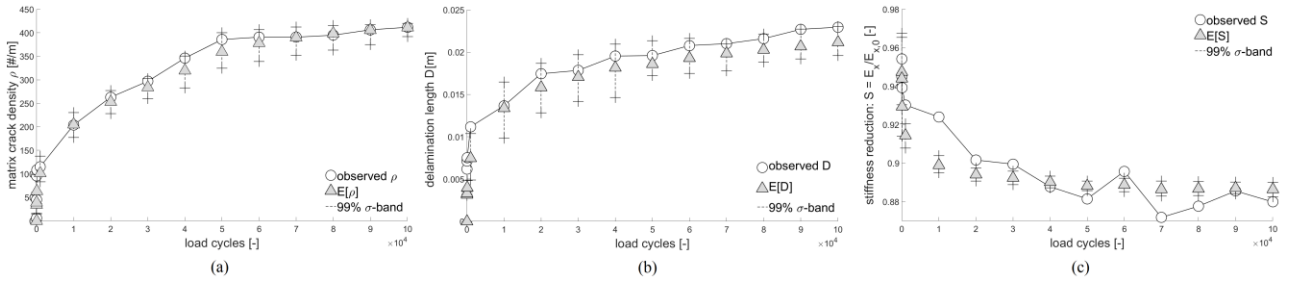 matrix crack density ρ [#/m]
450
400
350
300
250
200
150
100
50
0
0 1 2 3 4 5 6 7 8 9 10
×10⁴
load cycles [-]
observed ρ
E[ρ]
99% σ-band
(a)
delamination length D[m]
0.025
0.02
0.015
0.01
0.005
0
0 1 2 3 4 5 6 7 8 9 10
×10⁴
load cycles [-]
observed D
E[D]
99% σ-band
(b)
stiffness reduction: S = Eₓ/Eₓ,₀ [-]
0.98
0.96
0.94
0.92
0.9
0.88
0 1 2 3 4 5 6 7 8 9 10
×10⁴
load cycles [-]
observed S
E[S]
99% σ-band
(c)